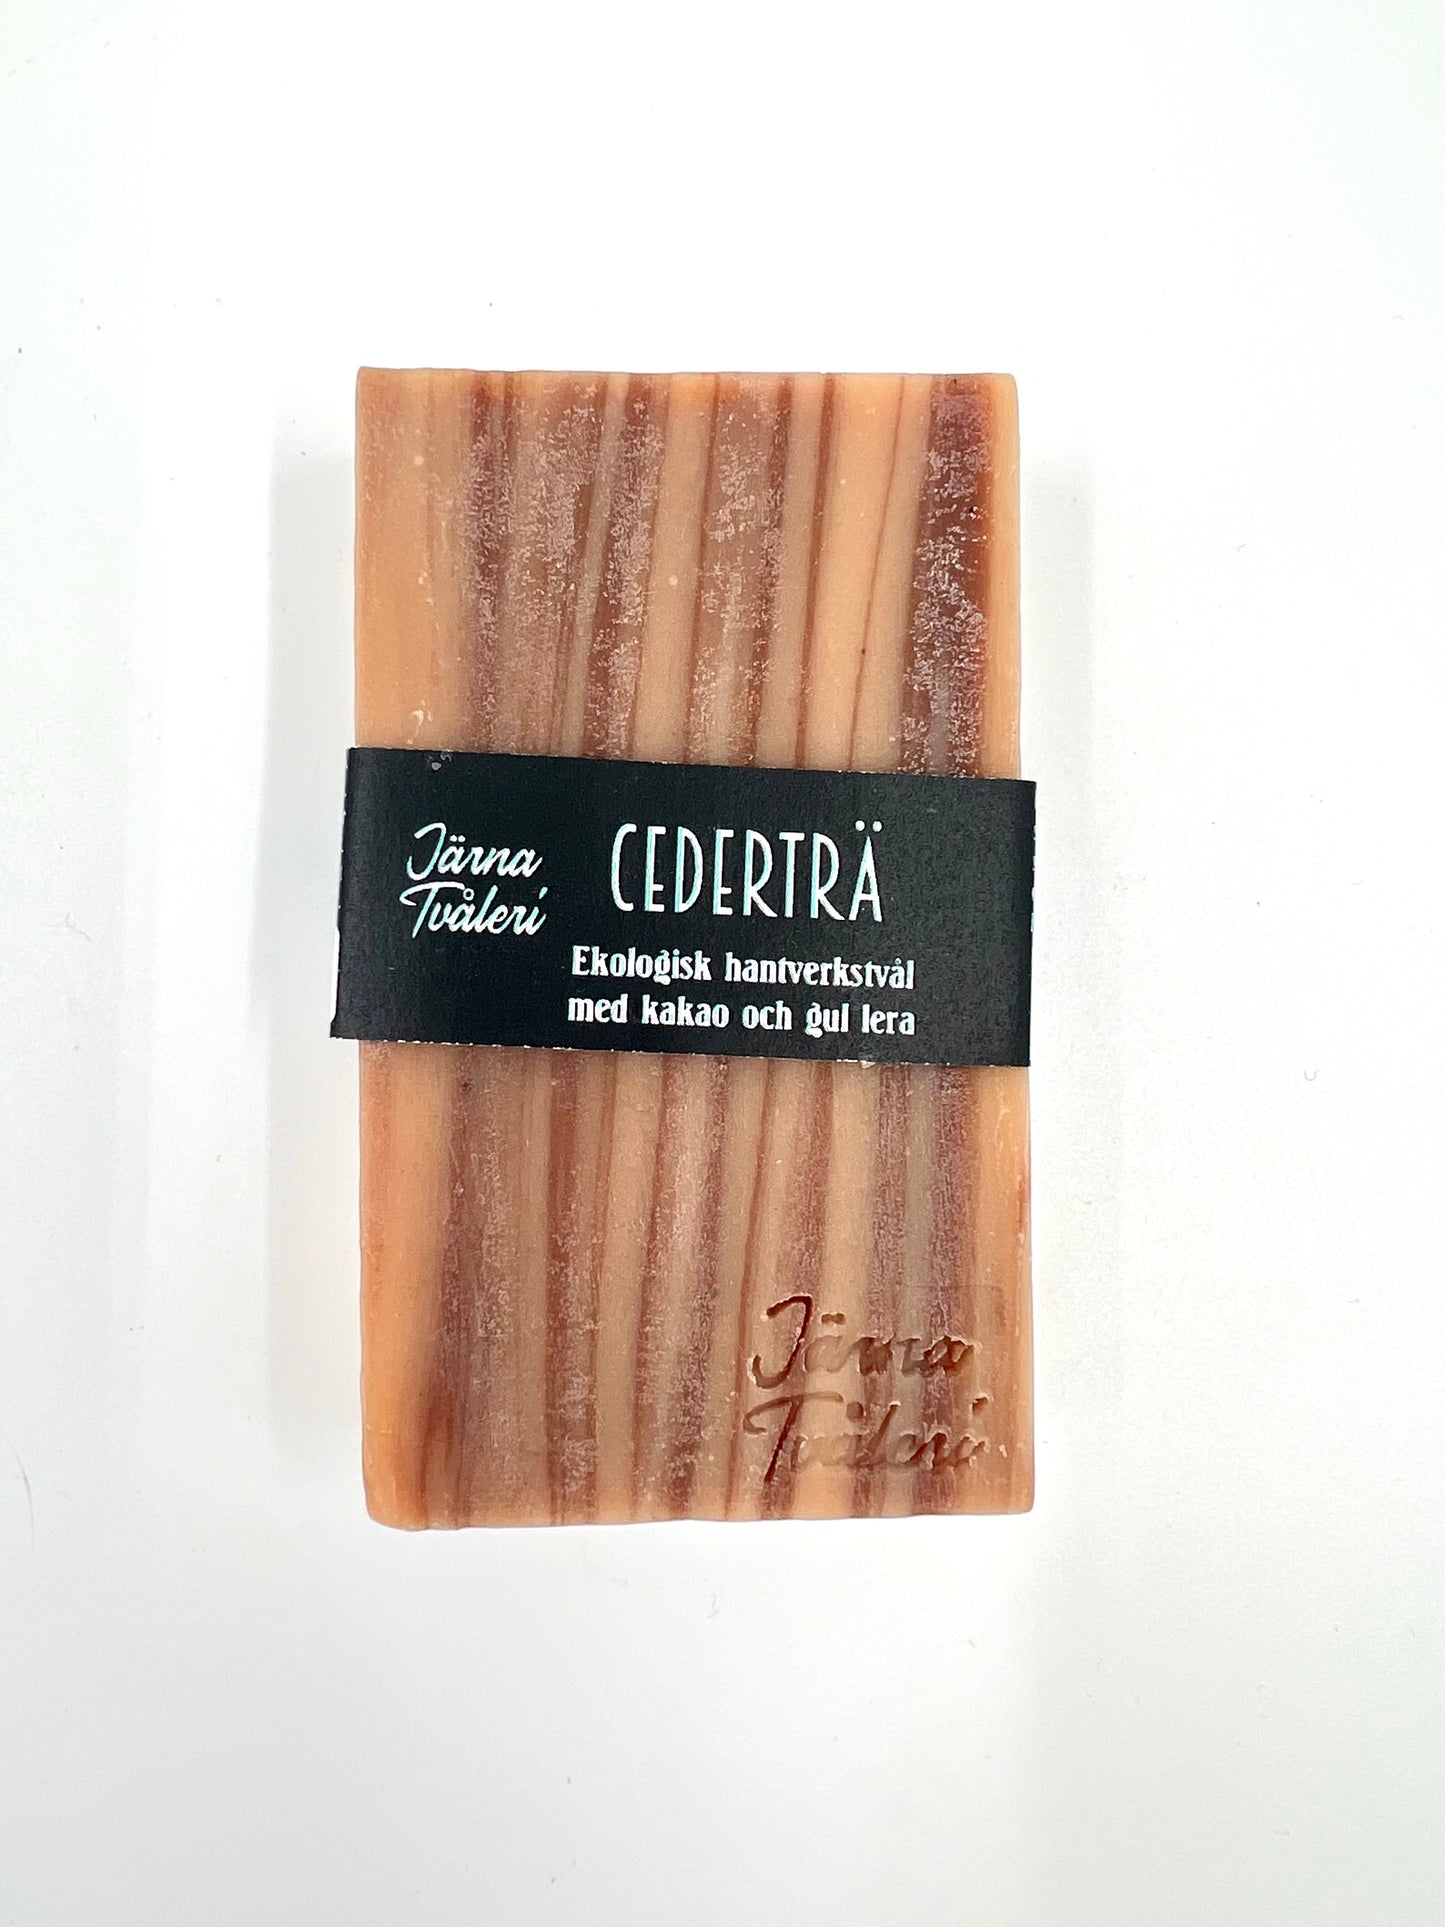 Järna
Tvåleri
CEDERTRÄ
Ekologisk hantverkstvål
med kakao och gul lera
Järna
Tvåleri